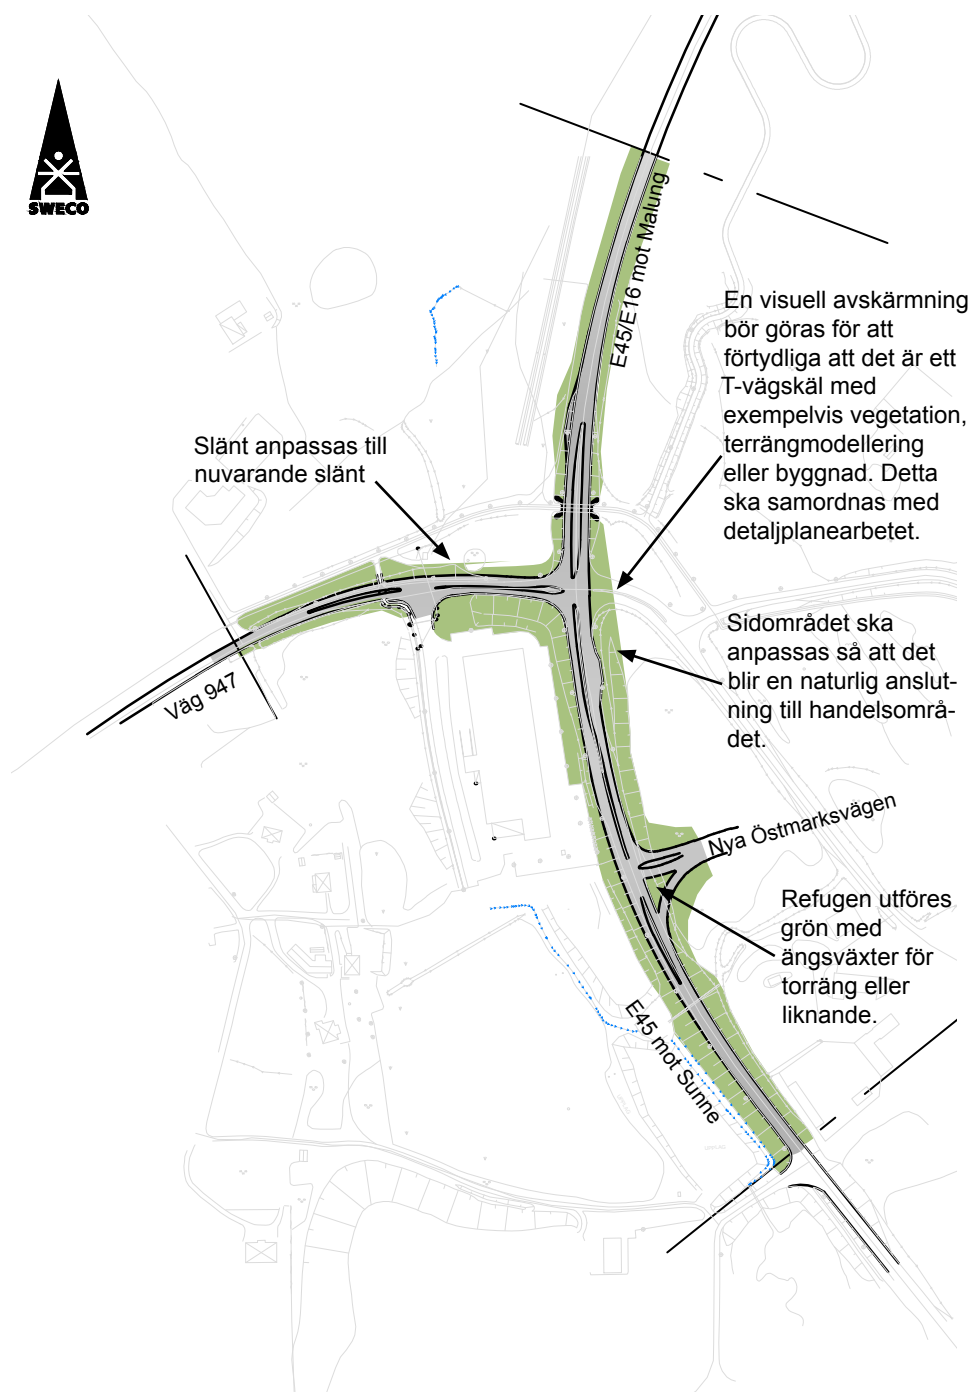 SWECO
E45/E16 mot Malung
En visuell avskärmning
bör göras för att
förtydliga att det är ett
T-vägskäl med
exempelvis vegetation,
terrängmodellering
eller byggnad. Detta
ska samordnas med
detaljplanearbetet.
Slänt anpassas till
nuvarande slänt
Sidområdet ska
anpassas så att det
blir en naturlig anslut-
ning till handelsområ-
det.
Väg 947
Nya Östmarksvägen
Refugen utföres
grön med
ängsväxter för
torräng eller
liknande.
E45 mot Sunne